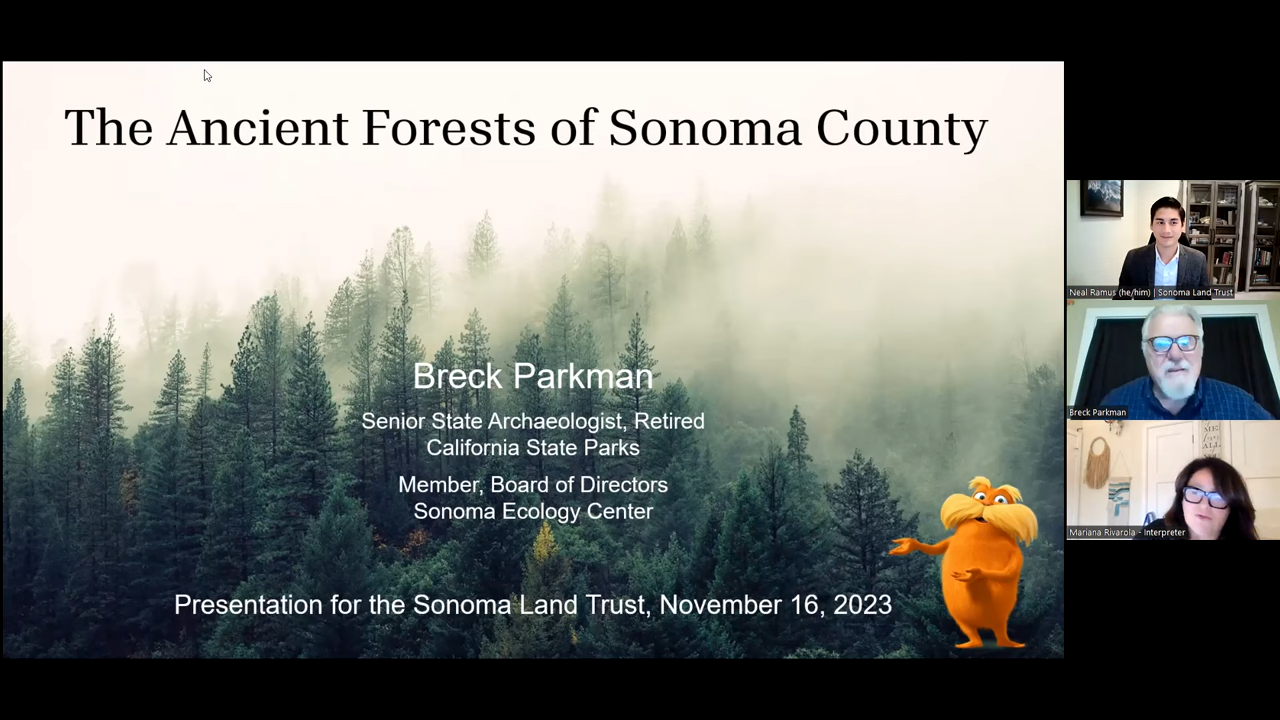 The Ancient Forests of Sonoma County
Breck Parkman
Senior State Archaeologist, Retired
California State Parks
Member, Board of Directors
Sonoma Ecology Center
Presentation for the Sonoma Land Trust, November 16, 2023
Neal Ramus (he/him) | Sonoma Land Trust
Breck Parkman
ME
ALL
Mariana Rivarola - Interpreter